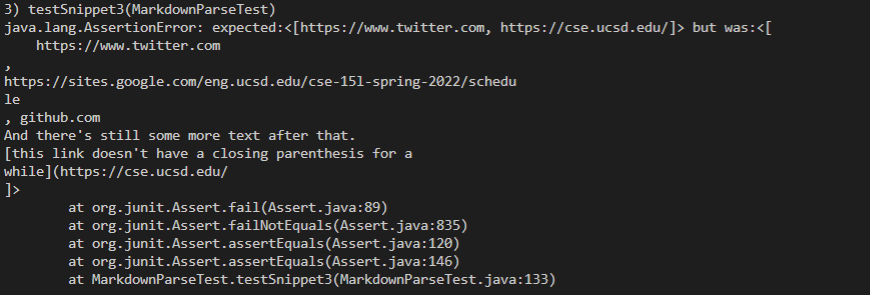 3) testSnippet3(MarkdownParseTest)
java.lang.AssertionError: expected:<[https://www.twitter.com, https://cse.ucsd.edu/]> but was:<[
    https://www.twitter.com
,
https://sites.google.com/eng.ucsd.edu/cse-15l-spring-2022/schedu
le
, github.com
And there's still some more text after that.
[this link doesn't have a closing parenthesis for a
while](https://cse.ucsd.edu/
]>
        at org.junit.Assert.fail(Assert.java:89)
        at org.junit.Assert.failNotEquals(Assert.java:835)
        at org.junit.Assert.assertEquals(Assert.java:120)
        at org.junit.Assert.assertEquals(Assert.java:146)
        at MarkdownParseTest.testSnippet3(MarkdownParseTest.java:133)